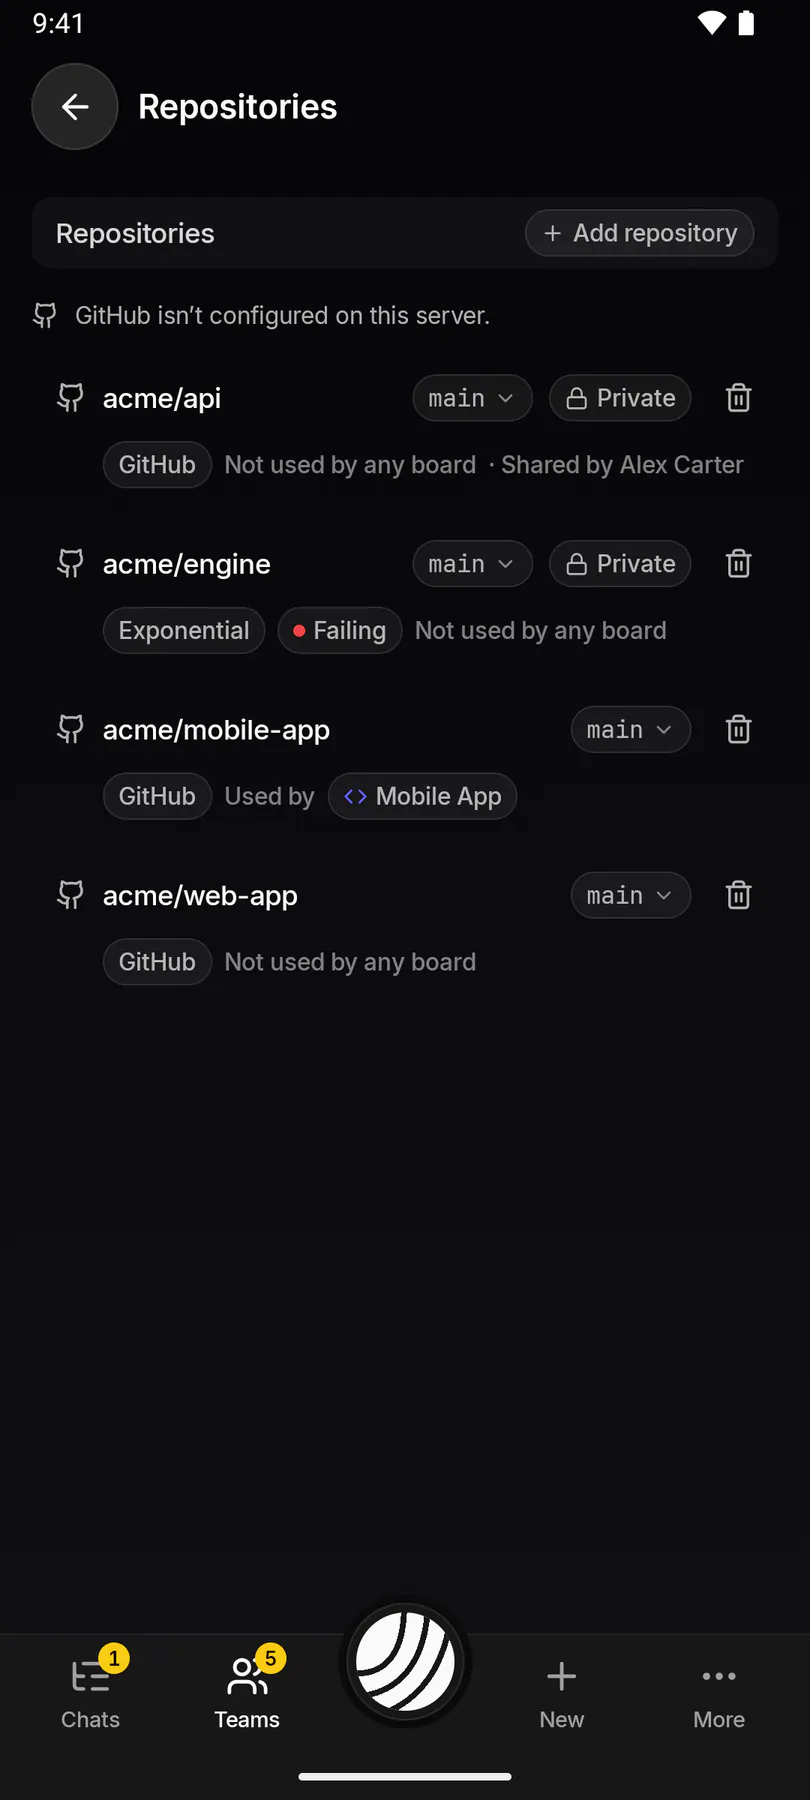 9:41
Repositories
Repositories
Add repository
GitHub isn’t configured on this server.
acme/api main Private
GitHub Not used by any board · Shared by Alex Carter
acme/engine main Private
Exponential Failing Not used by any board
acme/mobile-app main
GitHub Used by Mobile App
acme/web-app main
GitHub Not used by any board
1 5
Chats Teams New More